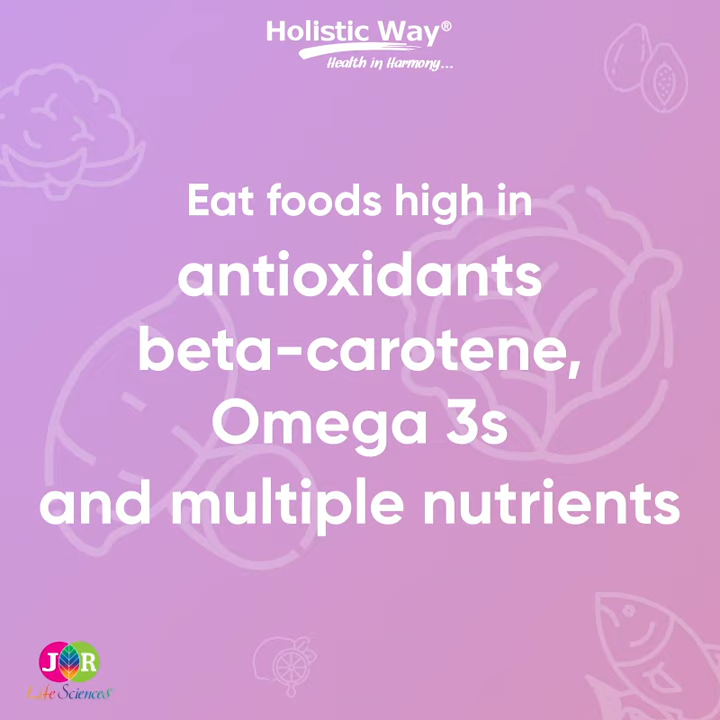 Holistic Way®
Health in Harmony...
Eat foods high in
antioxidants
beta-carotene,
Omega 3s
and multiple nutrients
J R
Life Sciences